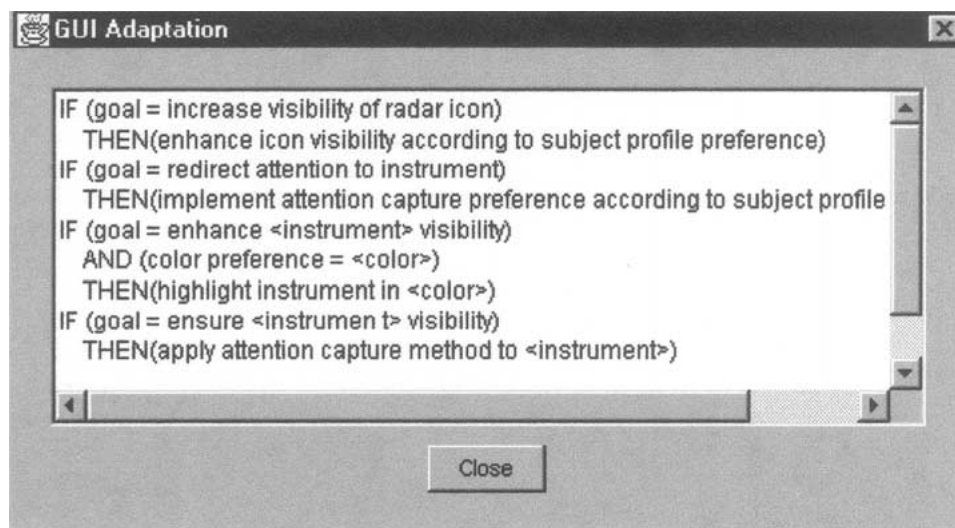 GUI Adaptation
IF (goal = increase visibility of radar icon)
THEN(enhance icon visibility according to subject profile preference)
IF (goal = redirect attention to instrument)
THEN(implement attention capture preference according to subject profile
IF (goal = enhance <instrument> visibility)
AND (color preference = <color>)
THEN(highlight instrument in <color>)
IF (goal = ensure <instrumen t> visibility)
THEN(apply attention capture method to <instrument>)
Close